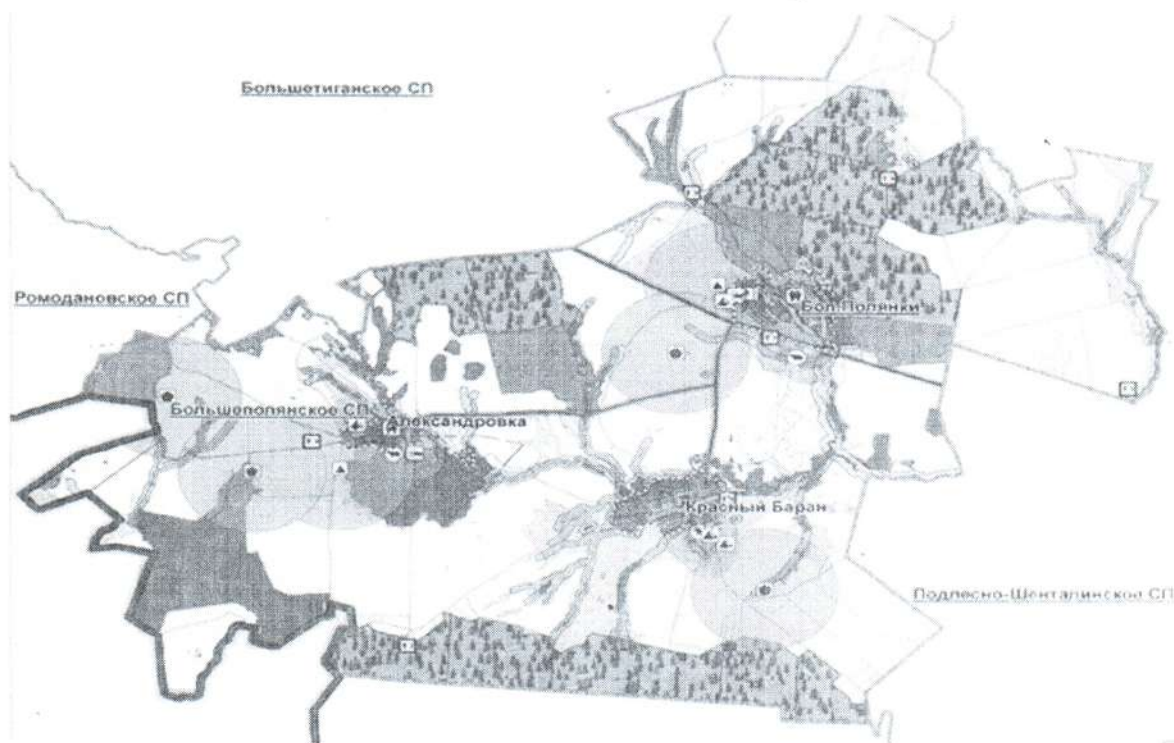 Большетиганское СП
Ромодановское СП
Бол.Полянки
Большеполянское СП
Александровка
Красный Баран
Подлесно-Шенталинское СП